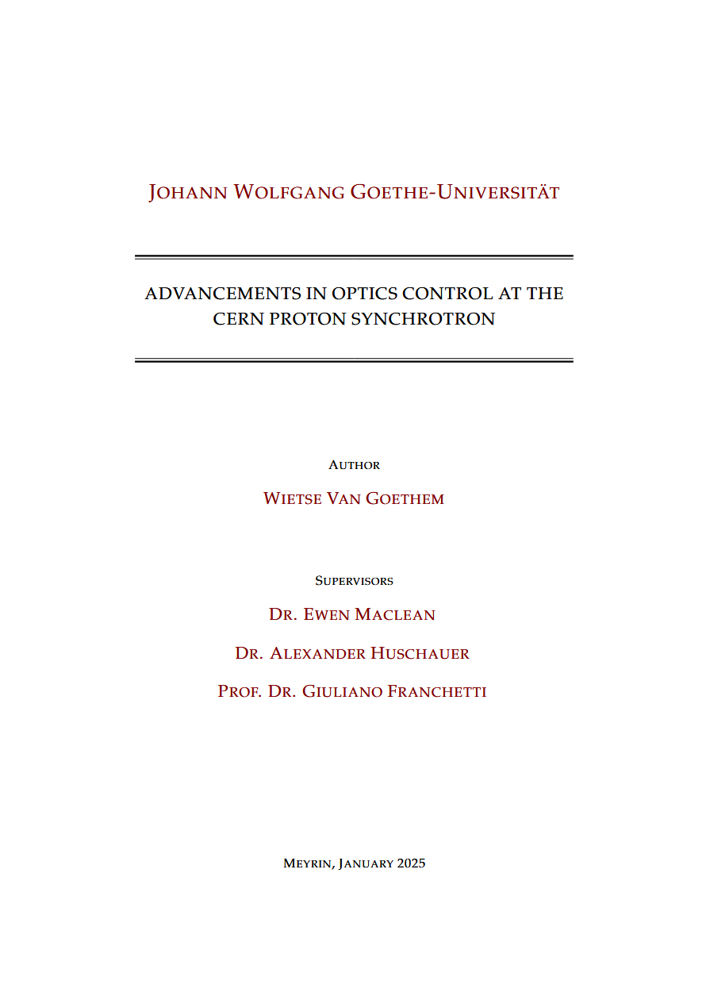 Johann Wolfgang Goethe-Universität
ADVANCEMENTS IN OPTICS CONTROL AT THE
CERN PROTON SYNCHROTRON
Author
Wietse Van Goethem
Supervisors
Dr. Ewen Maclean
Dr. Alexander Huschauer
Prof. Dr. Giuliano Franchetti
Meyrin, January 2025